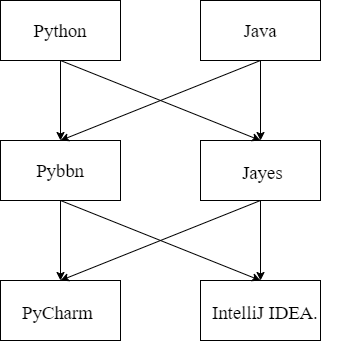 Python
Java
Pybbn
Jayes
PyCharm
IntelliJ IDEA.